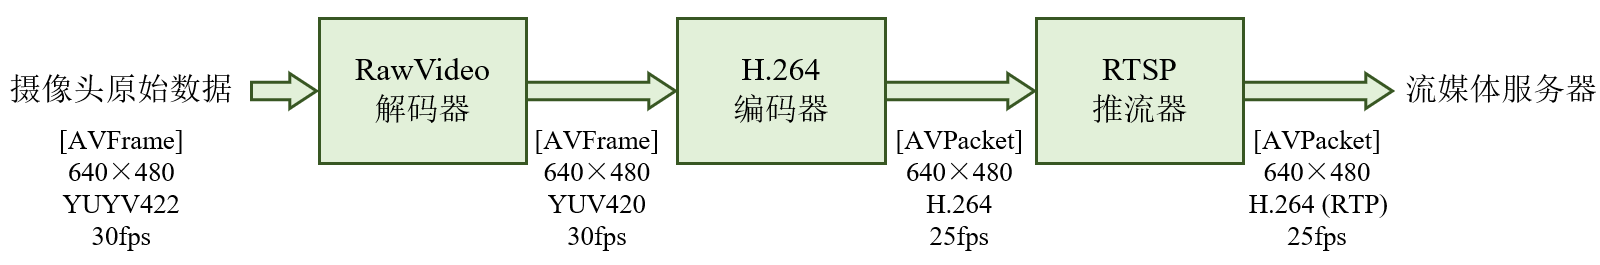 摄像头原始数据
[AVFrame]
640×480
YUYV422
30fps
RawVideo
解码器
[AVFrame]
640×480
YUV420
30fps
H.264
编码器
[AVPacket]
640×480
H.264
25fps
RTSP
推流器
[AVPacket]
640×480
H.264 (RTP)
25fps
流媒体服务器